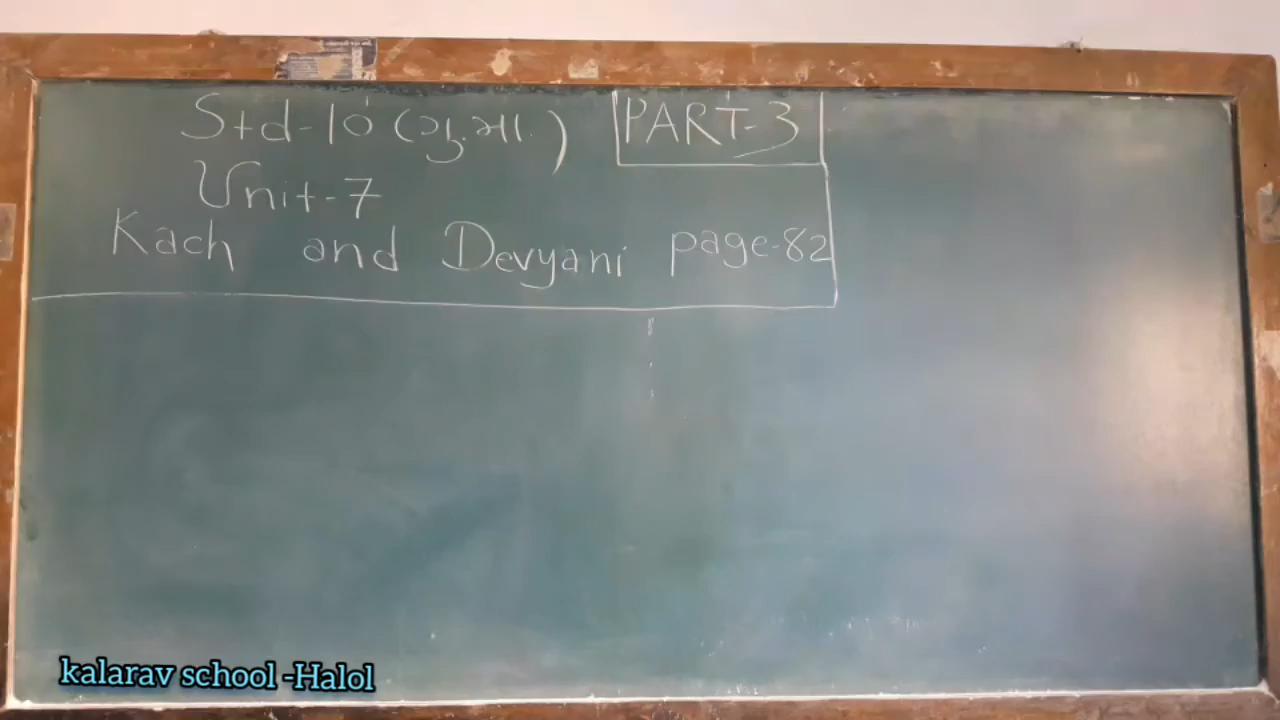 Std-10 (ગુ.મા.) PART-3
Unit-7
Kach and Devyani page-82
kalarav school -Halol